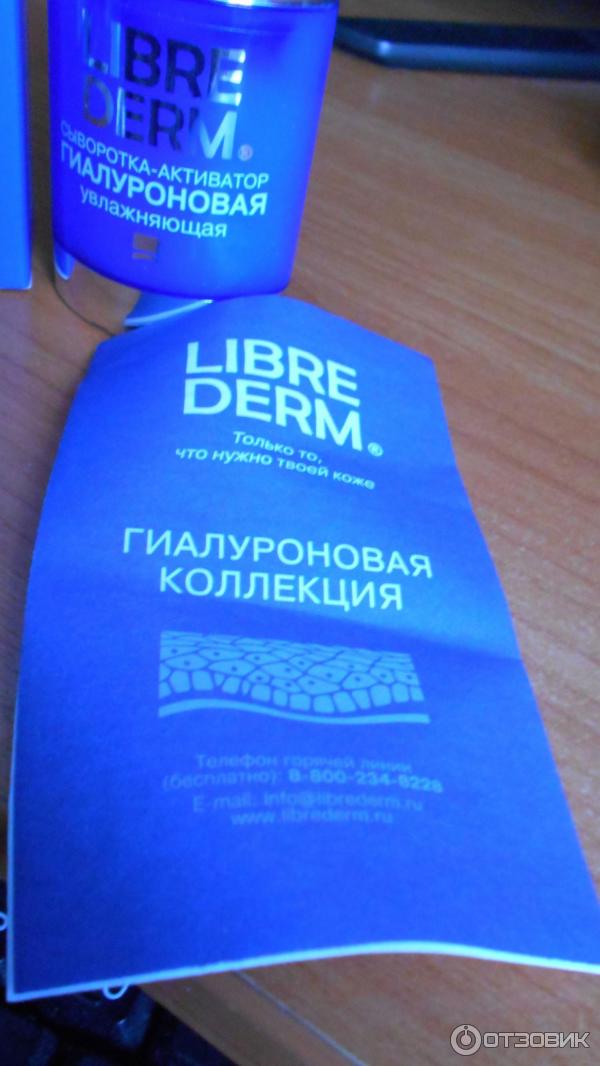 LIBRE
DERM®
СЫВОРОТКА-АКТИВАТОР
ГИАЛУРОНОВАЯ
увлажняющая
LIBRE
DERM®
Только то,
что нужно твоей коже
ГИАЛУРОНОВАЯ
КОЛЛЕКЦИЯ
Телефон горячей линии
(бесплатно): 8-800-234-8228
E-mail: info@librederm.ru
www.librederm.ru
ОТЗОВИК